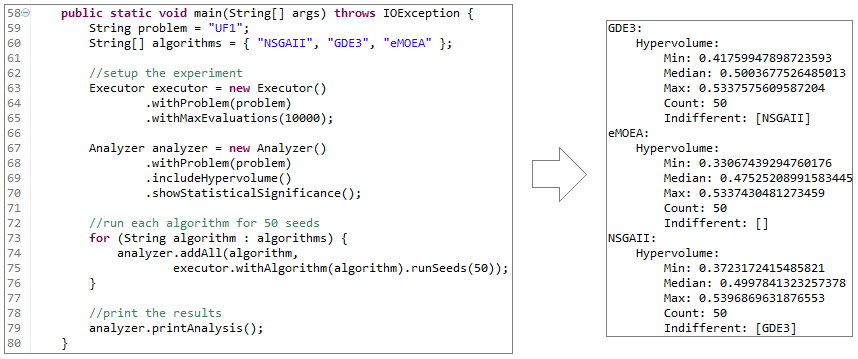 58 public static void main(String[] args) throws IOException {
59 String problem = "UF1";
60 String[] algorithms = { "NSGAII", "GDE3", "eMOEA" };
61
62 //setup the experiment
63 Executor executor = new Executor()
64 .withProblem(problem)
65 .withMaxEvaluations(10000);
66
67 Analyzer analyzer = new Analyzer()
68 .withProblem(problem)
69 .includeHypervolume()
70 .showStatisticalSignificance();
71
72 //run each algorithm for 50 seeds
73 for (String algorithm : algorithms) {
74 analyzer.addAll(algorithm,
75 executor.withAlgorithm(algorithm).runSeeds(50));
76 }
77
78 //print the results
79 analyzer.printAnalysis();
80 }
GDE3:
Hypervolume:
Min: 0.41759947898723593
Median: 0.5003677526485013
Max: 0.5337575609587204
Count: 50
Indifferent: [NSGAII]
eMOEA:
Hypervolume:
Min: 0.33067439294760176
Median: 0.47525208991583445
Max: 0.5337430481273459
Count: 50
Indifferent: []
NSGAII:
Hypervolume:
Min: 0.3723172415485821
Median: 0.4997841323257378
Max: 0.5396869631876553
Count: 50
Indifferent: [GDE3]